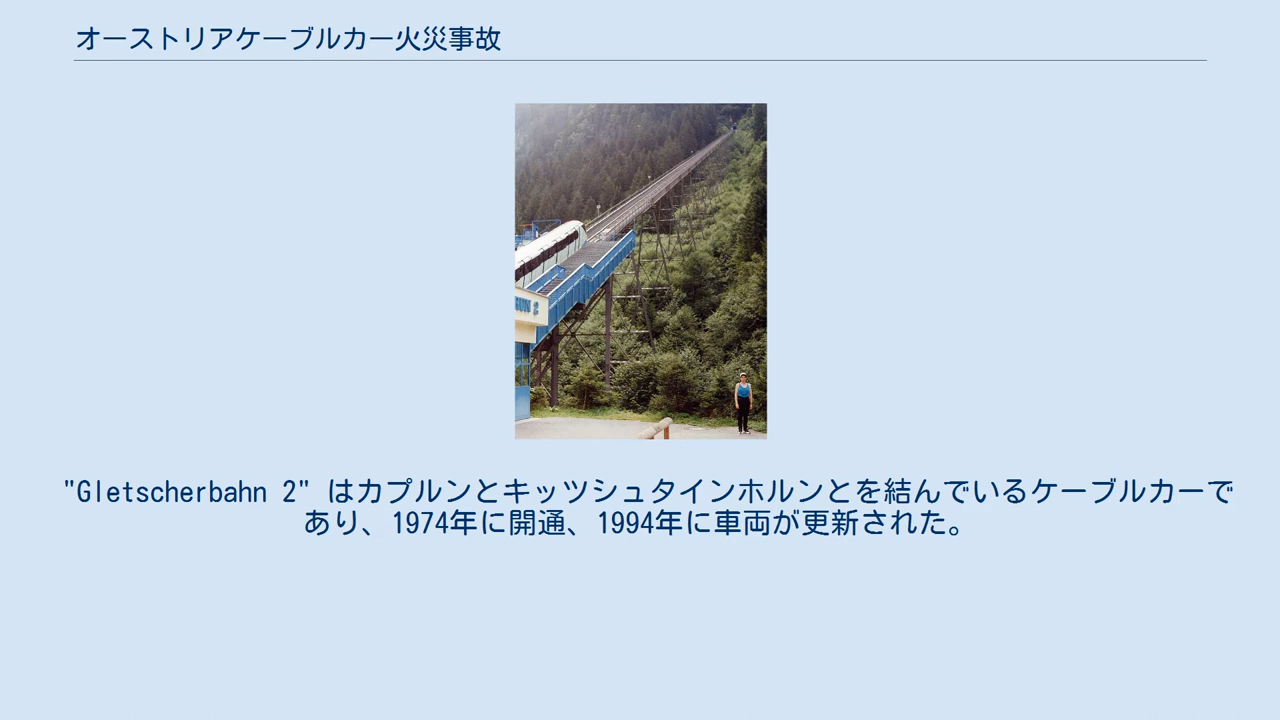 オーストリアケーブルカー火災事故
"Gletscherbahn 2" はカプルンとキッツシュタインホルンとを結んでいるケーブルカーで
あり、1974年に開通、1994年に車両が更新された。